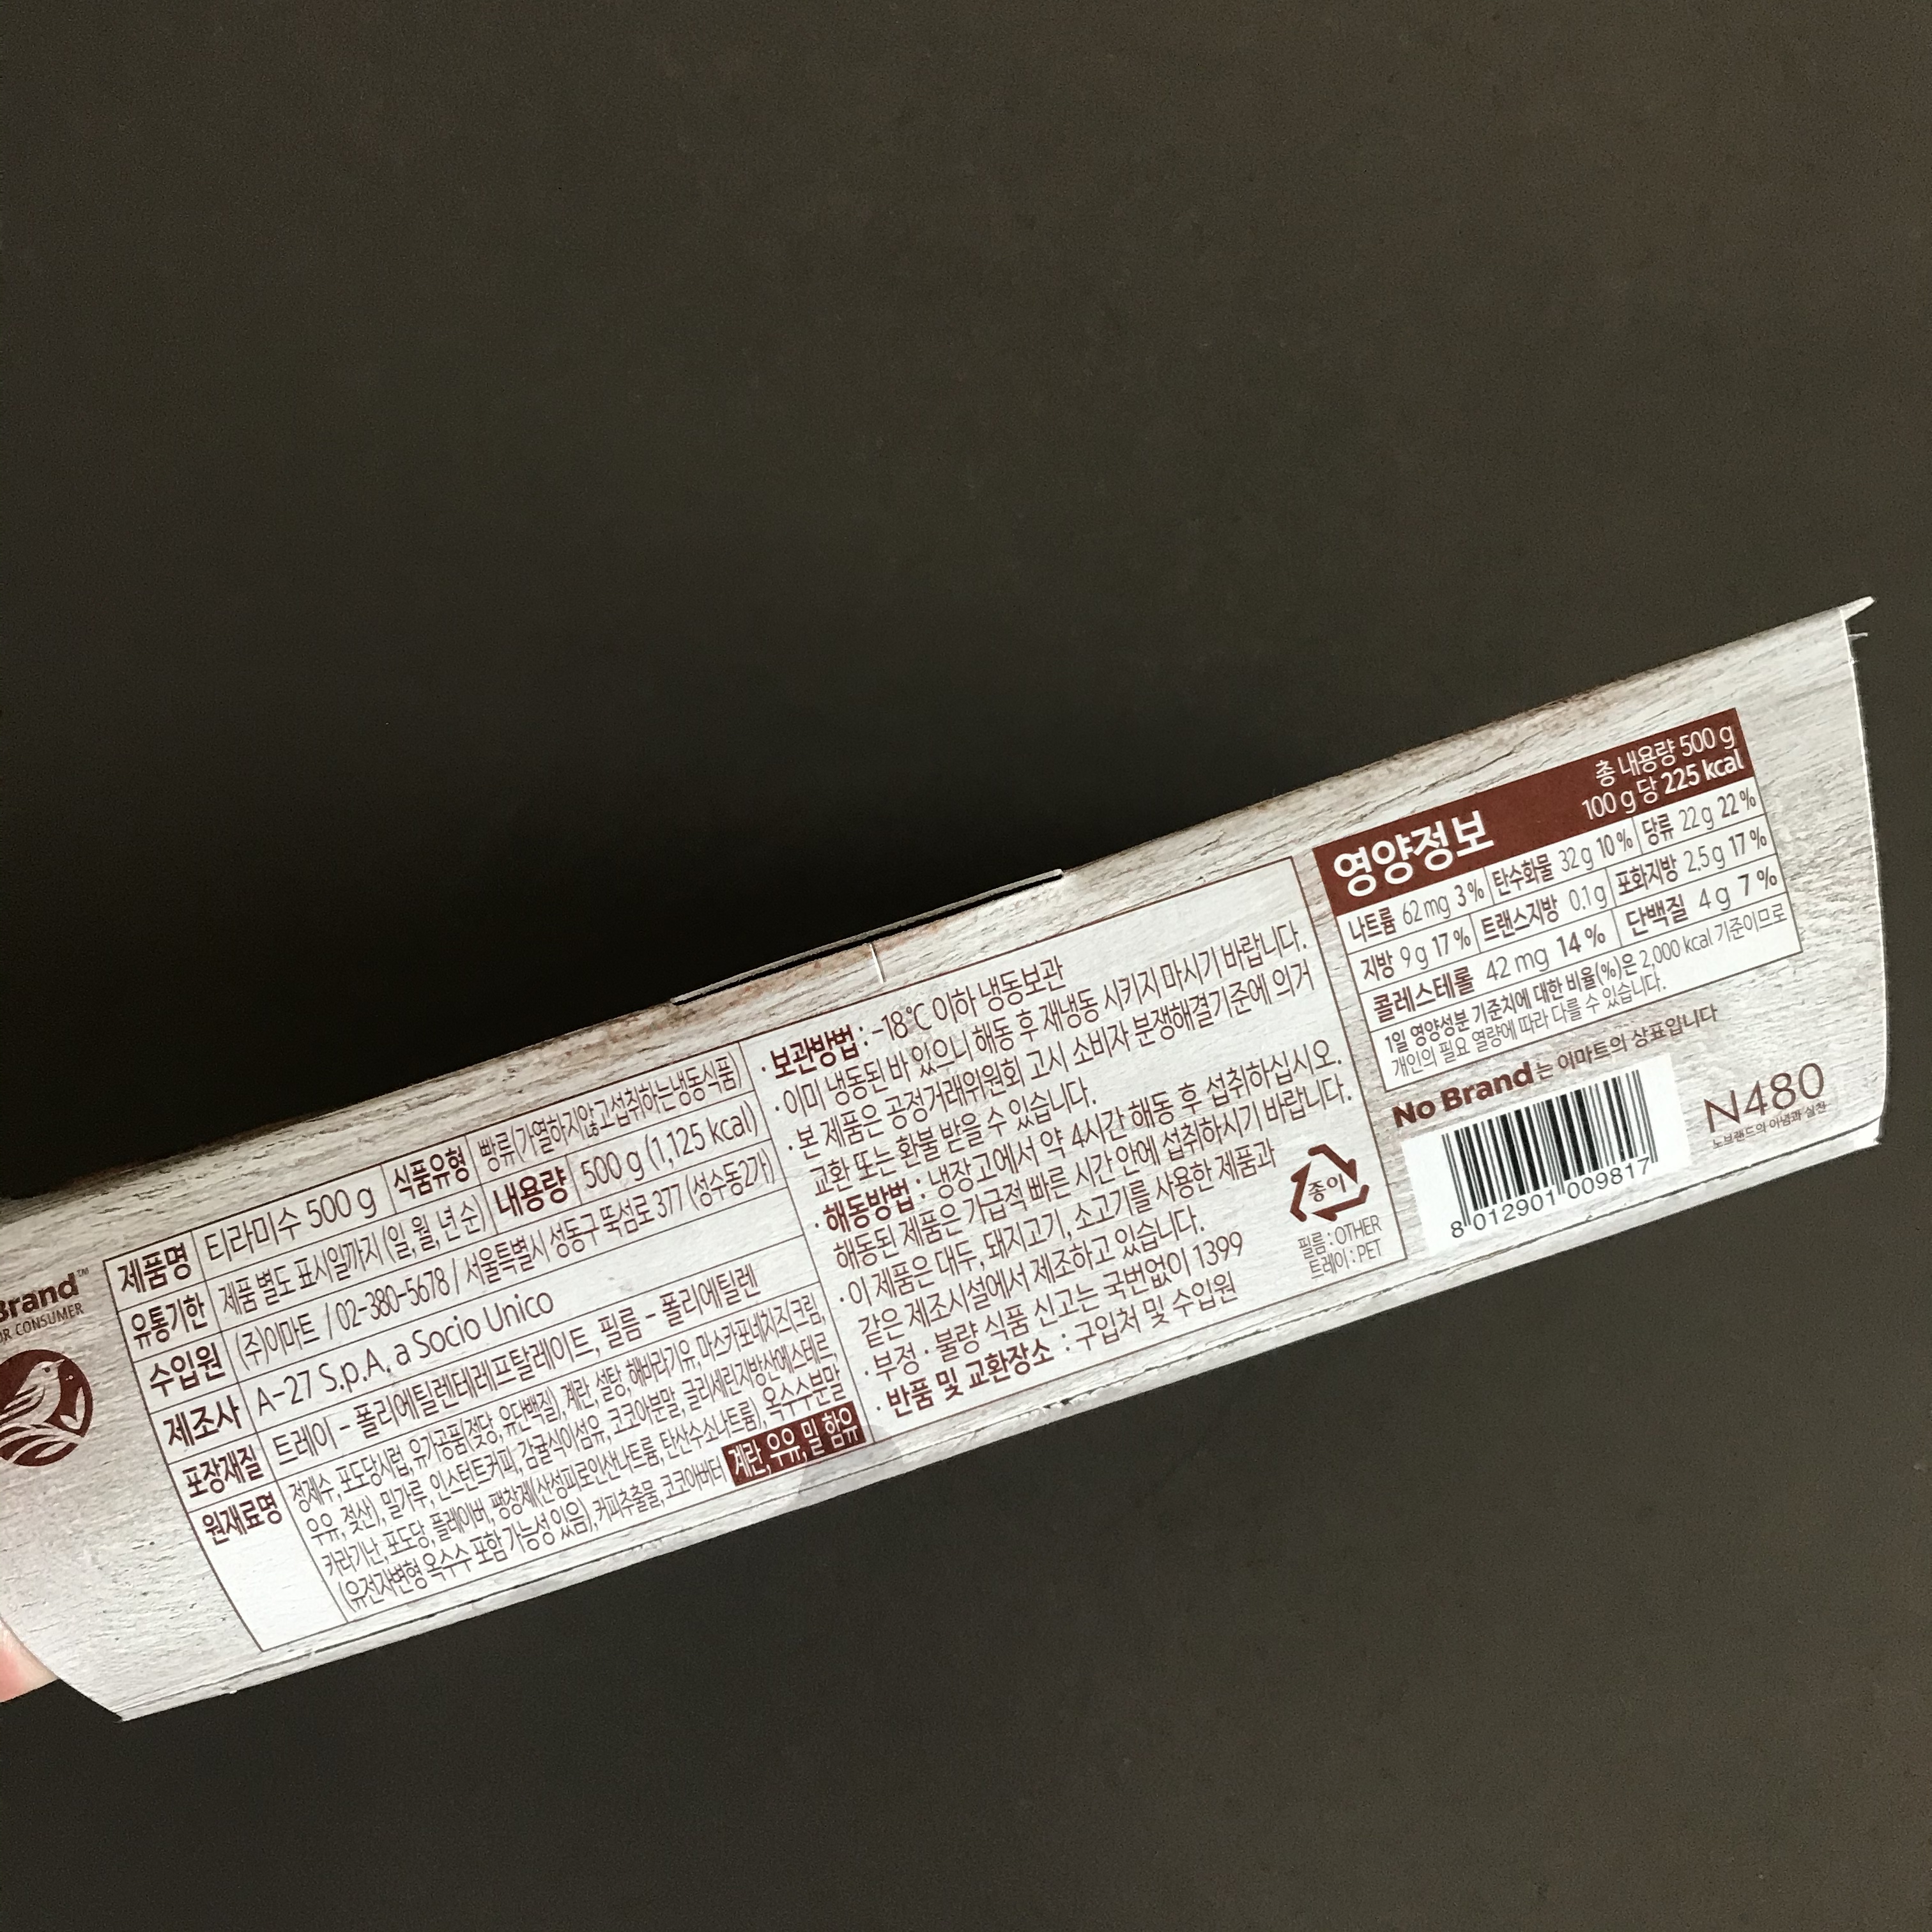 Brand™
OR CONSUMER
제품명 티라미수 500 g 식품유형 빵류(가열하지않고섭취하는냉동식품)
유통기한 제품 별도 표시일까지 (일, 월, 년 순) 내용량 500 g (1,125 kcal)
수입원 (주)이마트 / 02-380-5678 / 서울특별시 성동구 뚝섬로 377 (성수동2가)
제조사 A-27 S.p.A. a Socio Unico
포장재질 트레이 – 폴리에틸렌테레프탈레이트, 필름 – 폴리에틸렌
원재료명 정제수, 포도당시럽, 유가공품(젖당, 유단백질), 계란, 설탕, 해바라기유, 마스카포네치즈(크림,
우유, 젖산), 밀가루, 인스턴트커피, 감귤식이섬유, 코코아분말, 글리세린지방산에스테르,
카라기난, 포도당, 플레이버, 팽창제(산성피로인산나트륨, 탄산수소나트륨), 옥수수분말
(유전자변형 옥수수 포함 가능성 있음), 커피추출물, 코코아버터 계란, 우유, 밀 함유
· 보관방법 : -18℃ 이하 냉동보관
· 이미 냉동된 바 있으니 해동 후 재냉동 시키지 마시기 바랍니다.
· 본 제품은 공정거래위원회 고시 소비자 분쟁해결기준에 의거
교환 또는 환불 받을 수 있습니다.
· 해동방법 : 냉장고에서 약 4시간 해동 후 섭취하십시오.
해동된 제품은 가급적 빠른 시간 안에 섭취하시기 바랍니다.
· 이 제품은 대두, 돼지고기, 소고기를 사용한 제품과
같은 제조시설에서 제조하고 있습니다.
· 부정 · 불량 식품 신고는 국번없이 1399
· 반품 및 교환장소 : 구입처 및 수입원
종이
필름 : OTHER
트레이 : PET
영양정보
총 내용량 500 g
100 g 당 225 kcal
나트륨 62 mg 3 % 탄수화물 32 g 10 % 당류 22 g 22 %
지방 9 g 17 % 트랜스지방 0.1 g 포화지방 2.5 g 17 %
콜레스테롤 42 mg 14 % 단백질 4 g 7 %
1일 영양성분 기준치에 대한 비율(%)은 2,000 kcal 기준이므로
개인의 필요 열량에 따라 다를 수 있습니다.
No Brand는 이마트의 상표입니다
8 012901 009817
N480
노브랜드의 이념과 실천